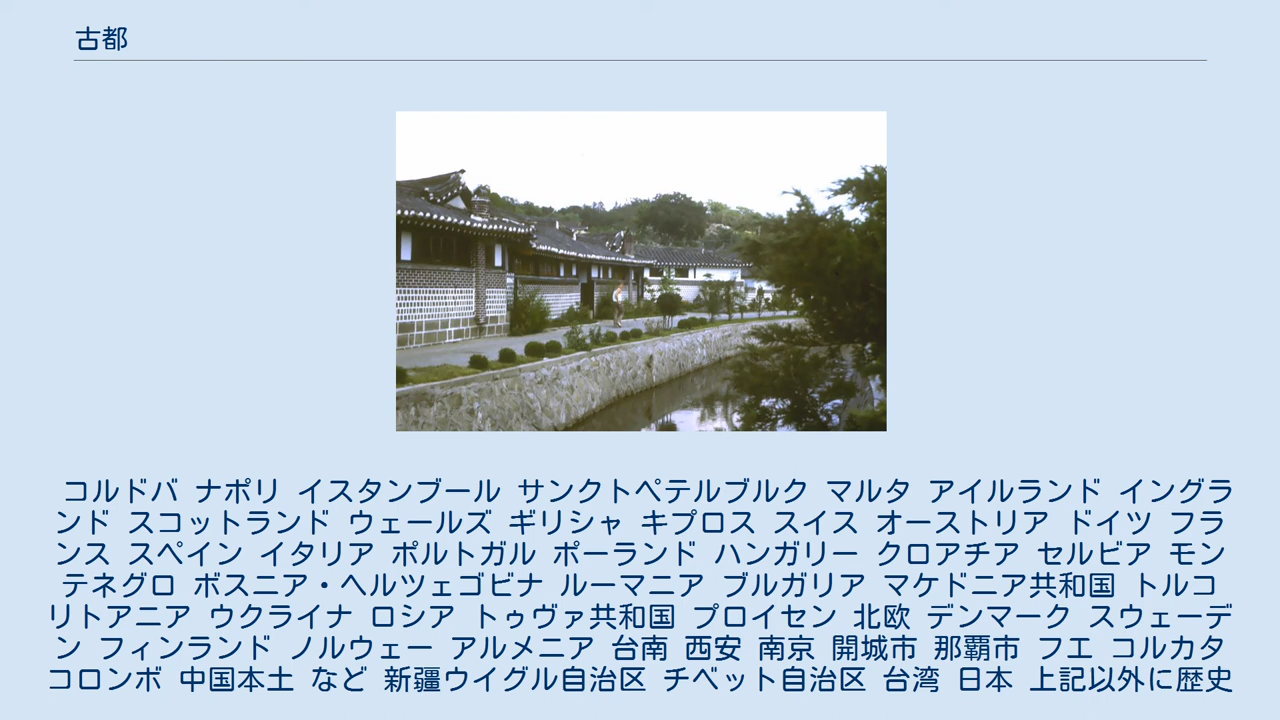 古都
コルドバ ナポリ イスタンブール サンクトペテルブルク マルタ アイルランド イングラ
ンド スコットランド ウェールズ ギリシャ キプロス スイス オーストリア ドイツ フラ
ンス スペイン イタリア ポルトガル ポーランド ハンガリー クロアチア セルビア モン
テネグロ ボスニア・ヘルツェゴビナ ルーマニア ブルガリア マケドニア共和国 トルコ
リトアニア ウクライナ ロシア トゥヴァ共和国 プロイセン 北欧 デンマーク スウェーデ
ン フィンランド ノルウェー アルメニア 台南 西安 南京 開城市 那覇市 フエ コルカタ
コロンボ 中国本土 など 新疆ウイグル自治区 チベット自治区 台湾 日本 上記以外に歴史